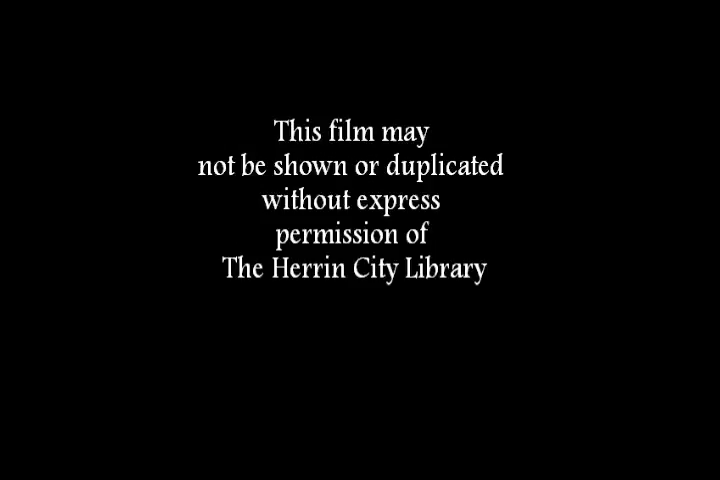 This film may
not be shown or duplicated
without express
permission of
The Herrin City Library